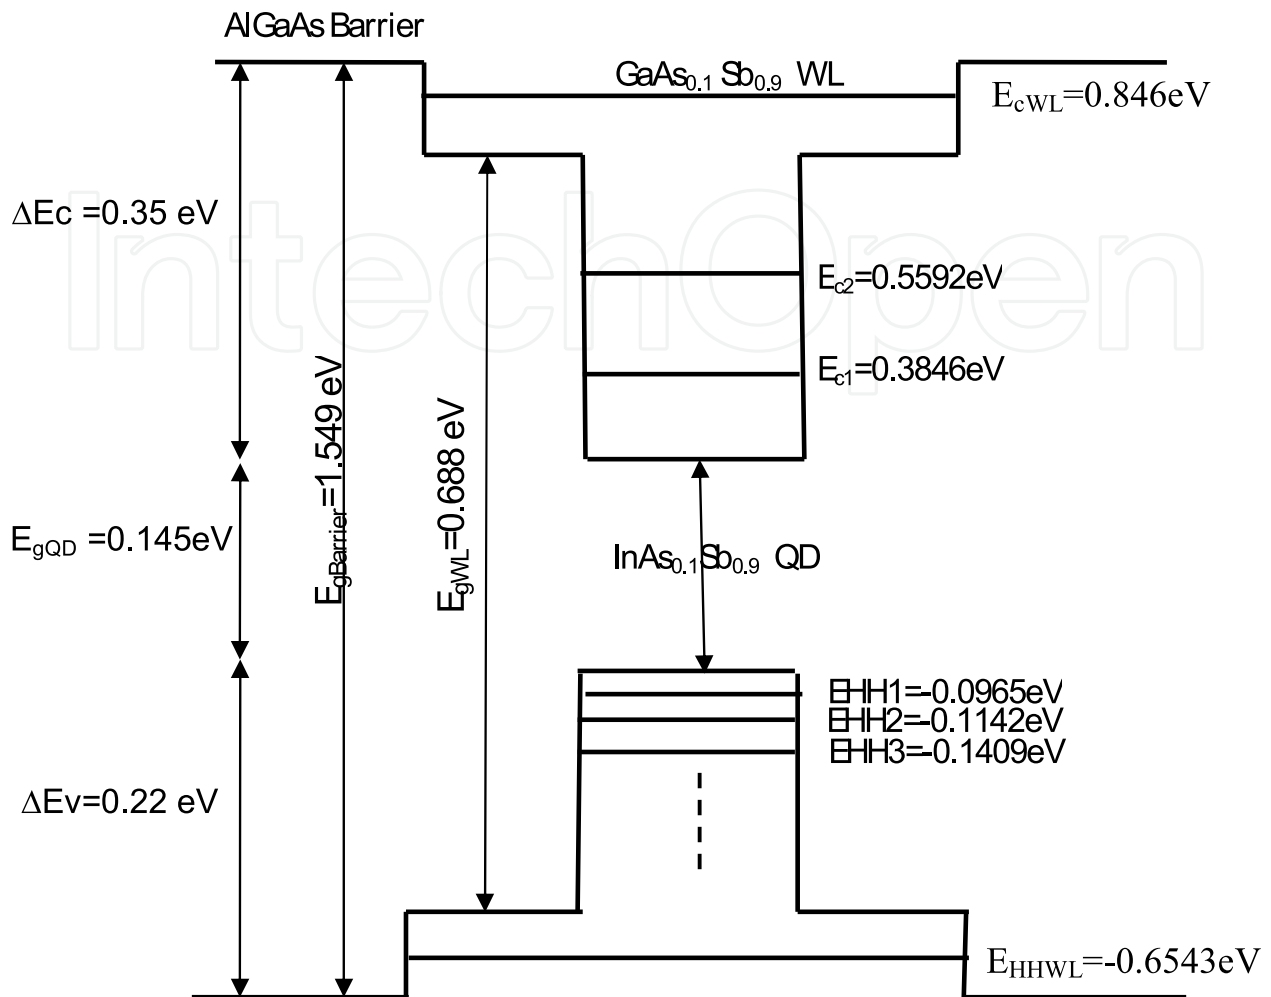 AlGaAs Barrier
GaAs0.1 Sb0.9 WL
EcWL=0.846eV
ΔEc =0.35 eV
IntechOpen
Ec2=0.5592eV
Ec1=0.3846eV
EgBarrier=1.549 eV
EgWL=0.688 eV
EgQD =0.145eV
InAs0.1Sb0.9 QD
EHH1=-0.0965eV
EHH2=-0.1142eV
EHH3=-0.1409eV
ΔEv=0.22 eV
EHHWL=-0.6543eV